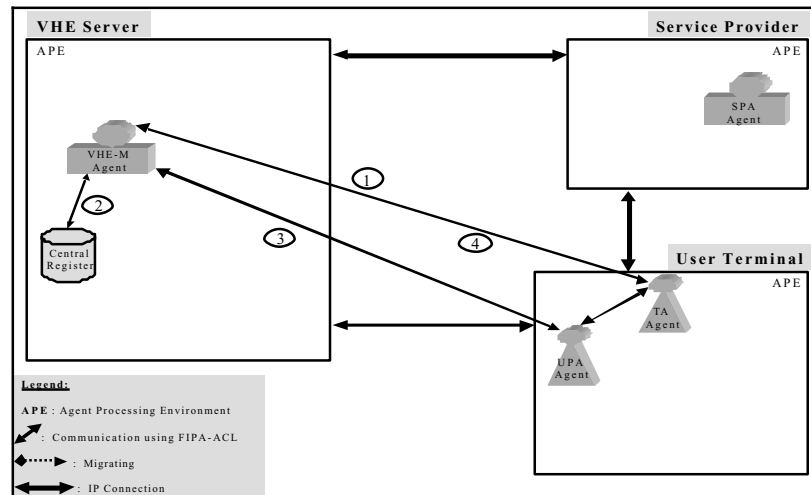 VHE Server
APE
Service Provider
APE
SPA
Agent
VHE-M
Agent
1
2
3
4
Central
Register
User Terminal
APE
TA
Agent
UPA
Agent
Legend:
APE : Agent Processing Environment
: Communication using FIPA-ACL
: Migrating
: IP Connection